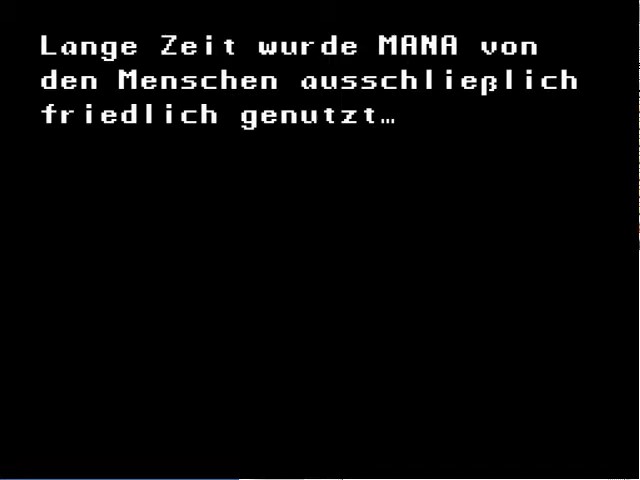 Lange Zeit wurde MANA von
den Menschen ausschließlich
friedlich genutzt…